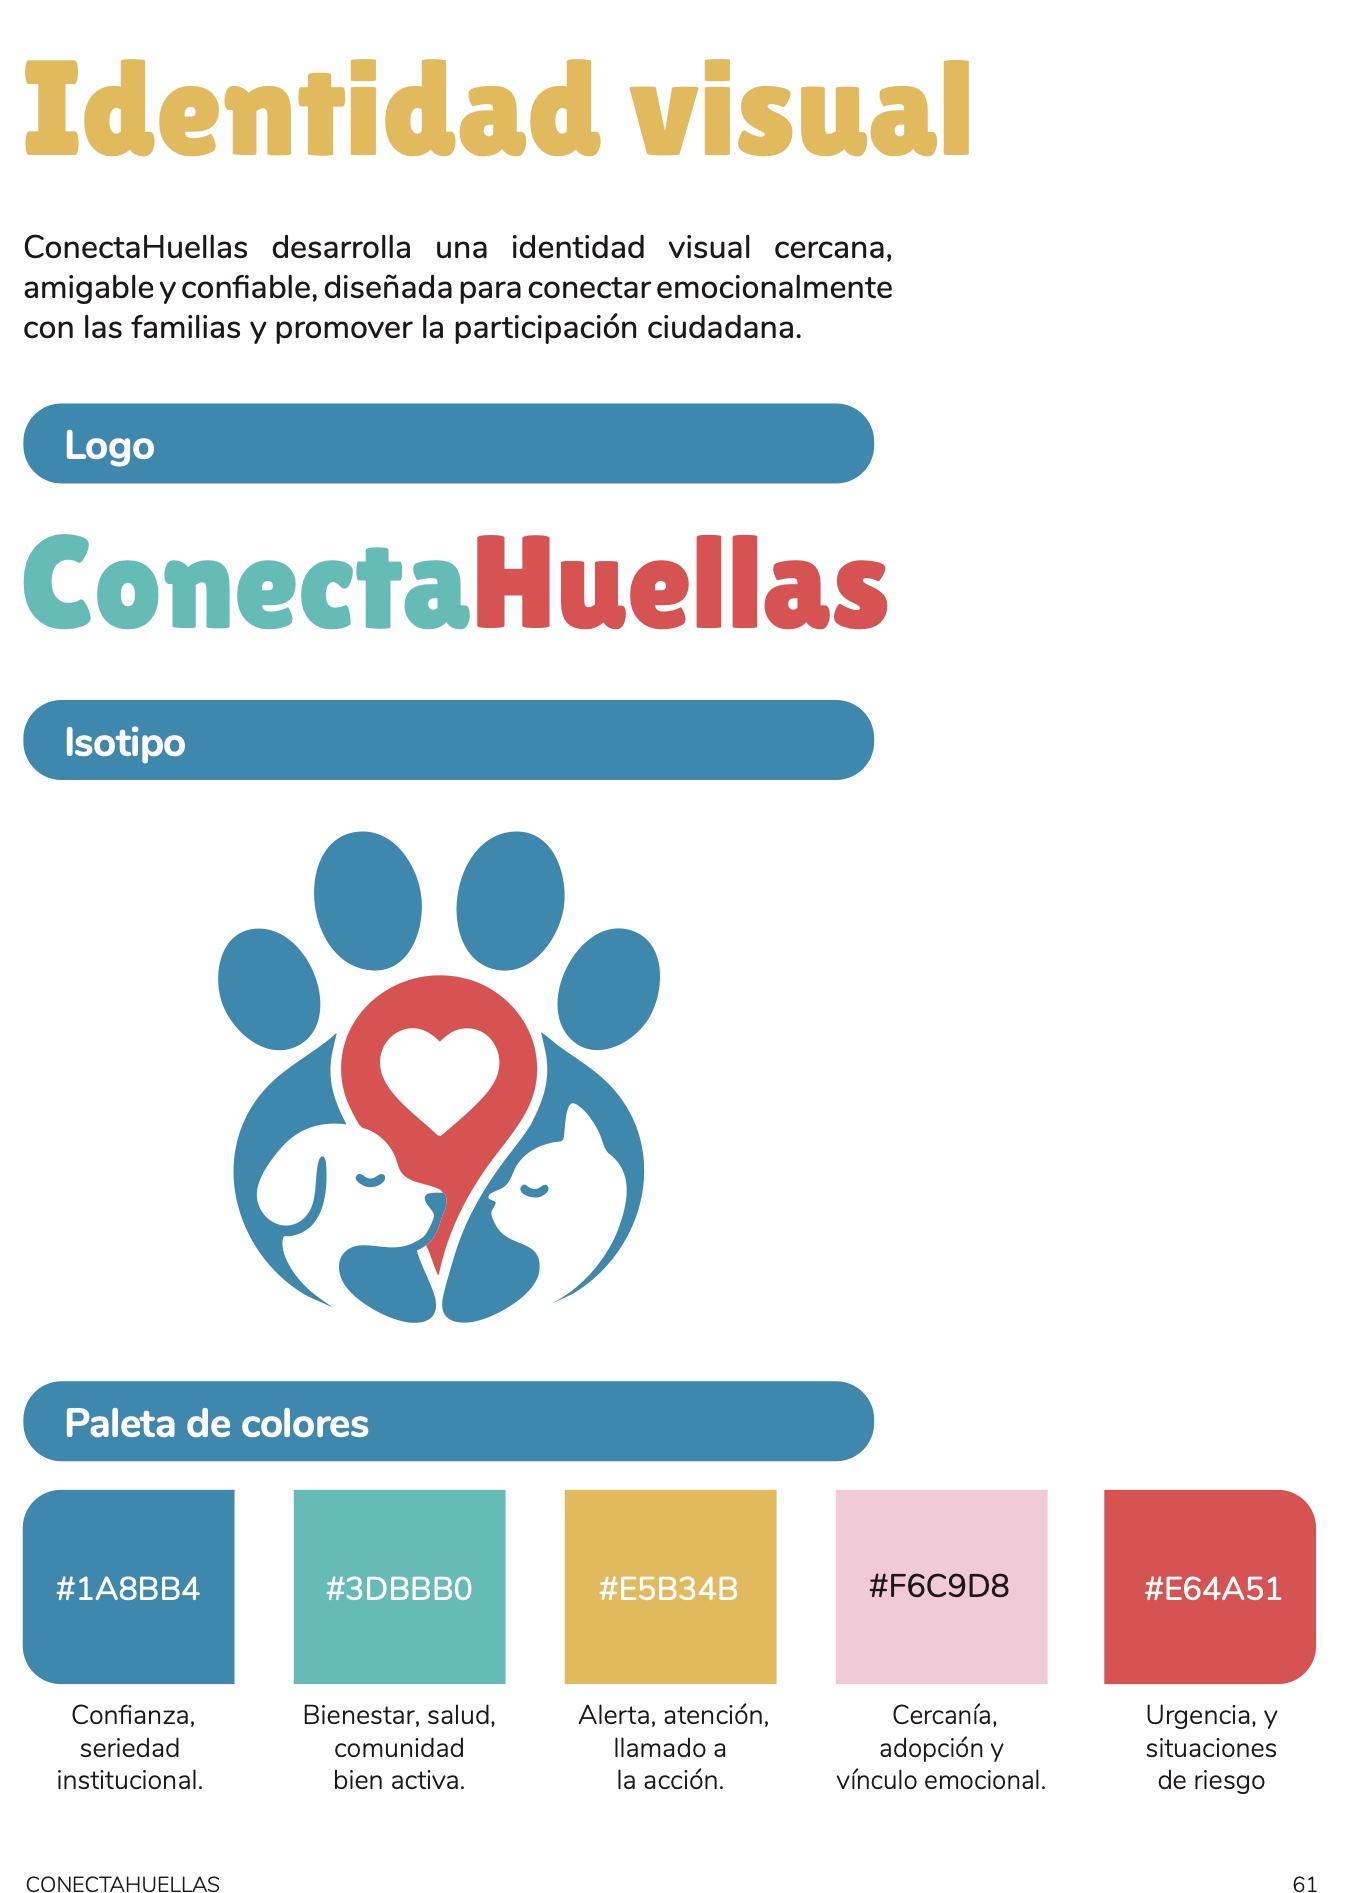 Identidad visual
ConectaHuellas desarrolla una identidad visual cercana,
amigable y confiable, diseñada para conectar emocionalmente
con las familias y promover la participación ciudadana.
Logo
ConectaHuellas
Isotipo
Paleta de colores
#1A8BB4
#3DBBB0
#E5B34B
#F6C9D8
#E64A51
Confianza,
seriedad
institucional.
Bienestar, salud,
comunidad
bien activa.
Alerta, atención,
llamado a
la acción.
Cercanía,
adopción y
vínculo emocional.
Urgencia, y
situaciones
de riesgo
CONECTAHUELLAS
61